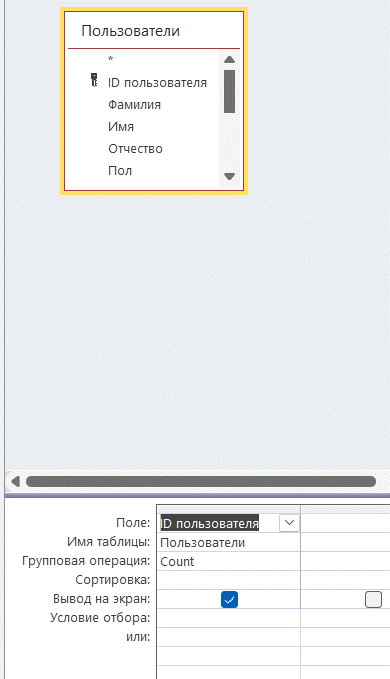 Пользователи
*
ID пользователя
Фамилия
Имя
Отчество
Пол
Поле: ID пользователя
Имя таблицы: Пользователи
Групповая операция: Count
Сортировка:
Вывод на экран:
Условие отбора:
или: